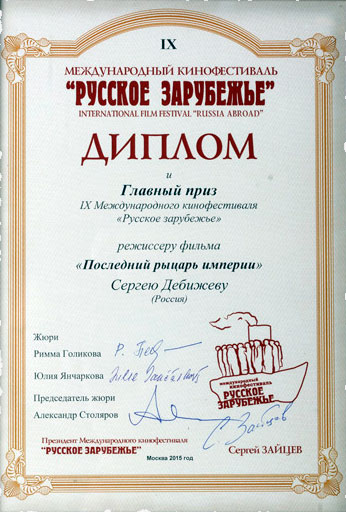 IX
МЕЖДУНАРОДНЫЙ КИНОФЕСТИВАЛЬ
"РУССКОЕ ЗАРУБЕЖЬЕ"
INTERNATIONAL FILM FESTIVAL "RUSSIA ABROAD"
ДИПЛОМ
и
Главный приз
IX Международного кинофестиваля
«Русское зарубежье»
режиссеру фильма
«Последний рыцарь империи»
Сергею Дебижеву
(Россия)
Жюри
Римма Голикова
Юлия Янчаркова
Председатель жюри
Александр Столяров
международный
кинофестиваль
РУССКОЕ
ЗАРУБЕЖЬЕ
С. Зайцев
Президент Международного кинофестиваля
"РУССКОЕ ЗАРУБЕЖЬЕ"
Сергей ЗАЙЦЕВ
Москва 2015 год